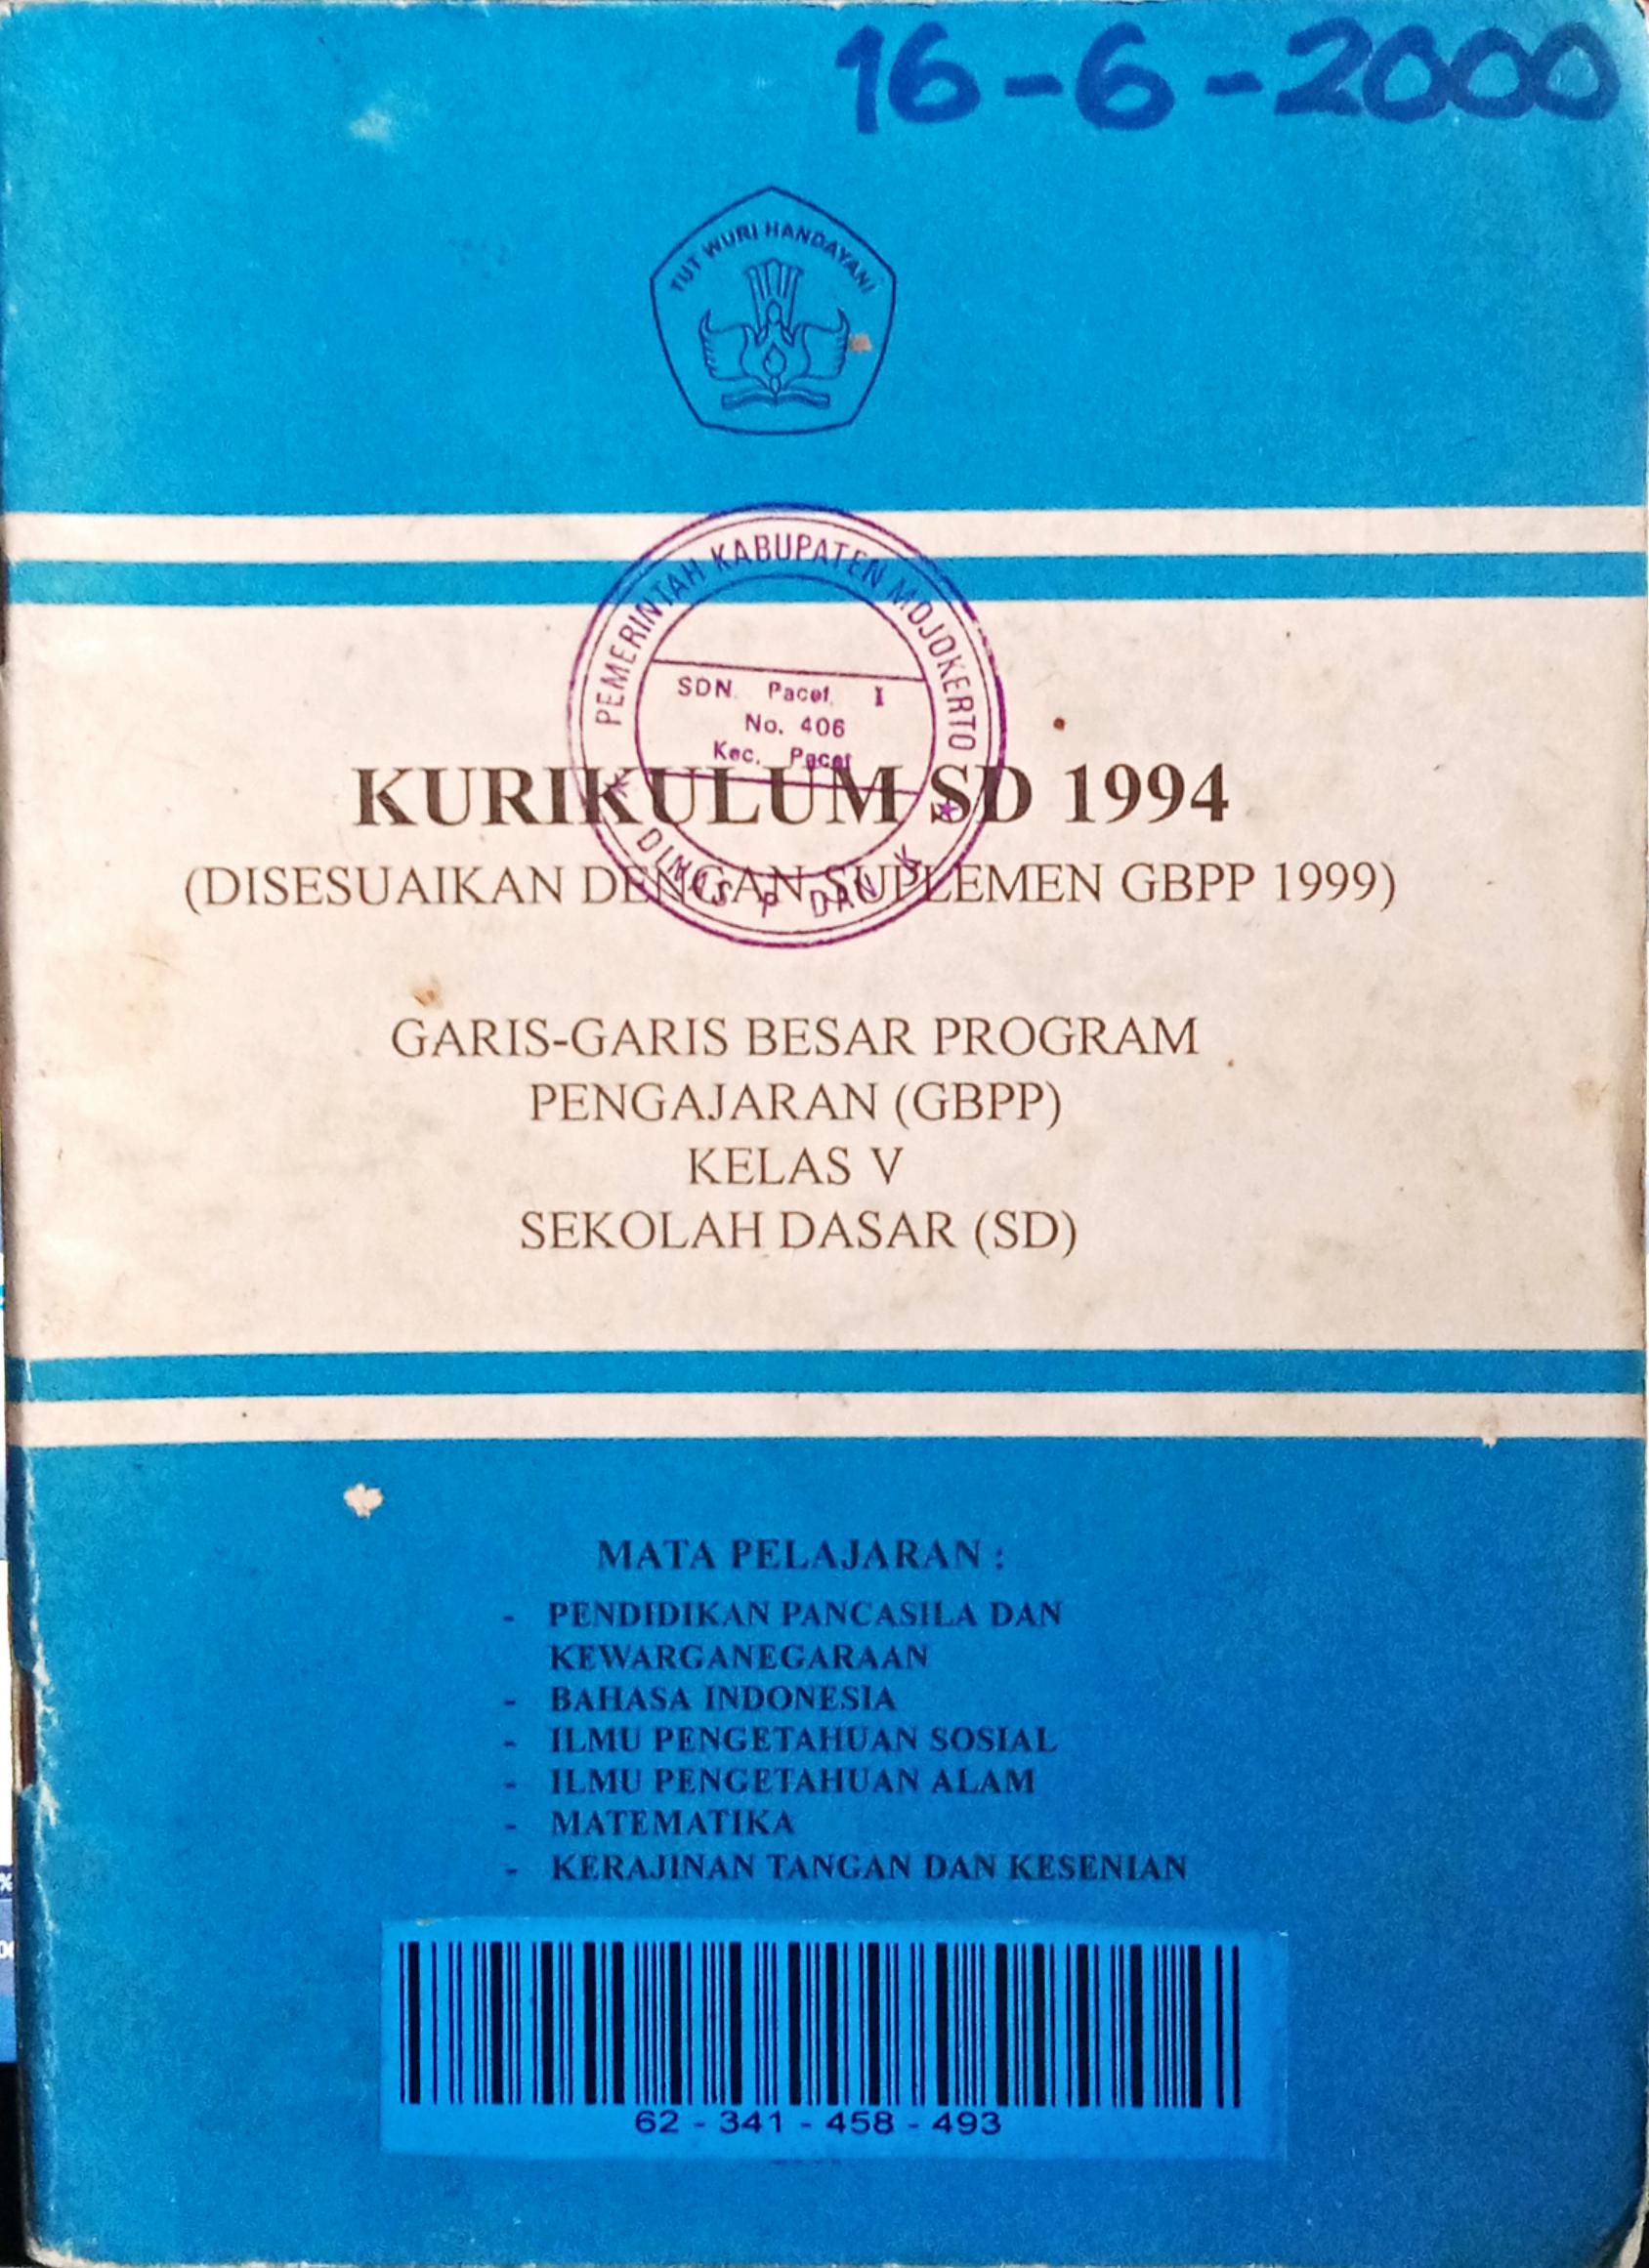 16-6-2000
TUT WURI HANDAYANI
PEMERINTAH KABUPATEN MOJOKERTO
SDN. Pacet I
No. 406
Kec. Pacet
DINAS P DAN K
KURIKULUM SD 1994
(DISESUAIKAN DENGAN SUPLEMEN GBPP 1999)
GARIS-GARIS BESAR PROGRAM
PENGAJARAN (GBPP)
KELAS V
SEKOLAH DASAR (SD)
MATA PELAJARAN :
- PENDIDIKAN PANCASILA DAN
KEWARGANEGARAAN
- BAHASA INDONESIA
- ILMU PENGETAHUAN SOSIAL
- ILMU PENGETAHUAN ALAM
- MATEMATIKA
- KERAJINAN TANGAN DAN KESENIAN
62 - 341 - 458 - 493